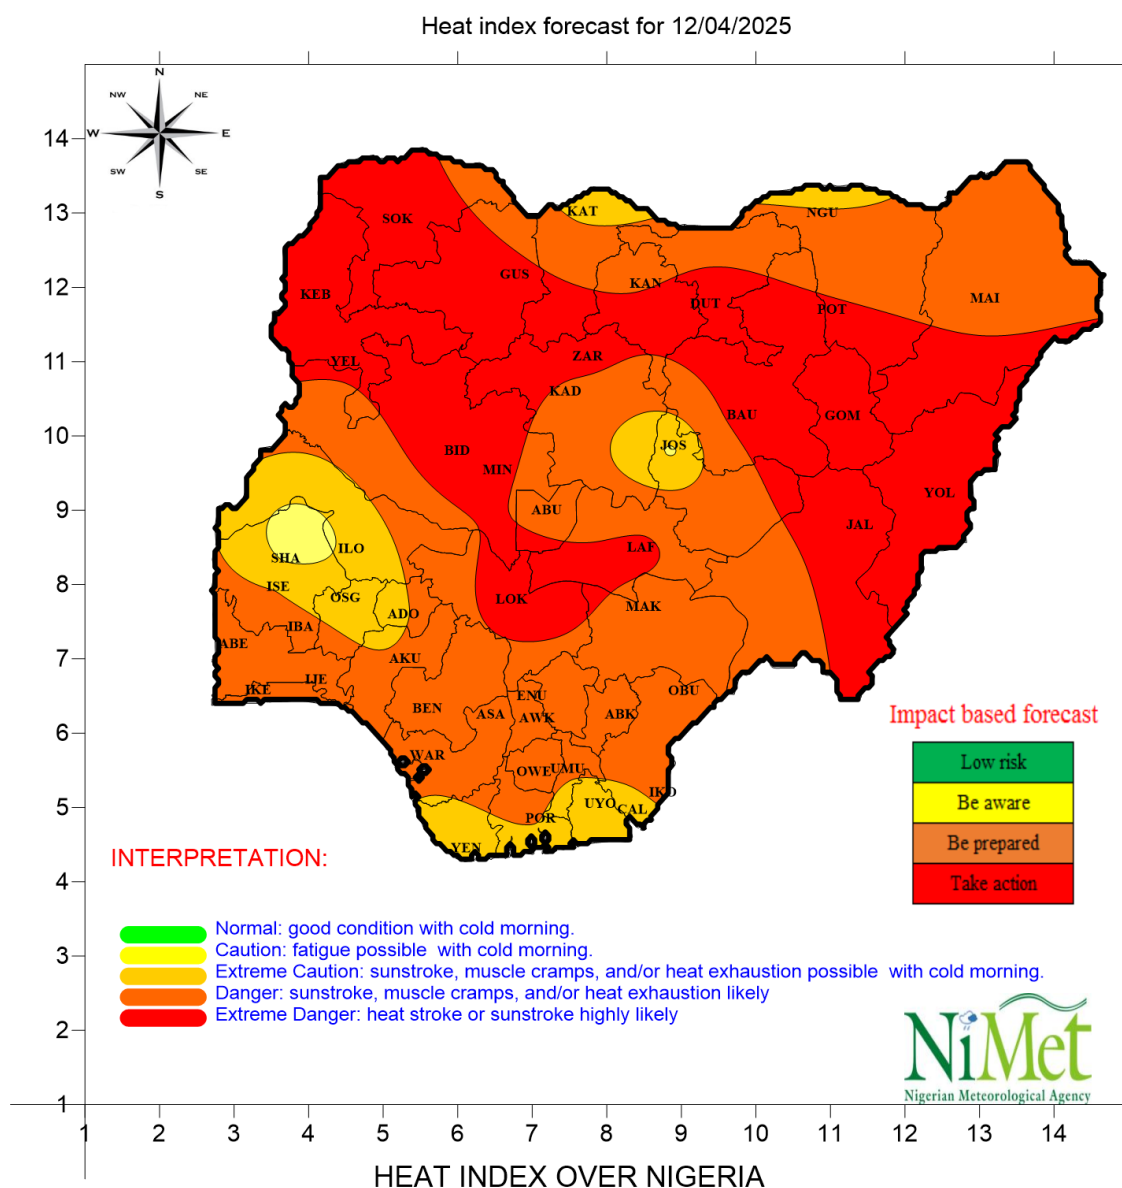 Heat index forecast for 12/04/2025
N
NW NE
W E
SW SE
S
14
13
12
11
10
9
8
7
6
5
4
3
2
1
KAT
NGU
SOK
GUS
KAN
KEB
DUT
POT
MAI
YEL
ZAR
KAD
BAU
GOM
BID
MIN
JOS
YOL
ABU
JAL
SHA
ILO
LAF
ISE
OSG
ADO
LOK
MAK
IBA
ABE
AKU
IKE
IJE
BEN
ASA
ENU
AWK
ABK
OBU
WAR
OWE
UMU
IKO
UYO
CAL
POR
YEN
Impact based forecast
Low risk
Be aware
Be prepared
Take action
INTERPRETATION:
Normal: good condition with cold morning.
Caution: fatigue possible with cold morning.
Extreme Caution: sunstroke, muscle cramps, and/or heat exhaustion possible with cold morning.
Danger: sunstroke, muscle cramps, and/or heat exhaustion likely
Extreme Danger: heat stroke or sunstroke highly likely
NiMet
Nigerian Meteorological Agency
1 2 3 4 5 6 7 8 9 10 11 12 13 14
HEAT INDEX OVER NIGERIA